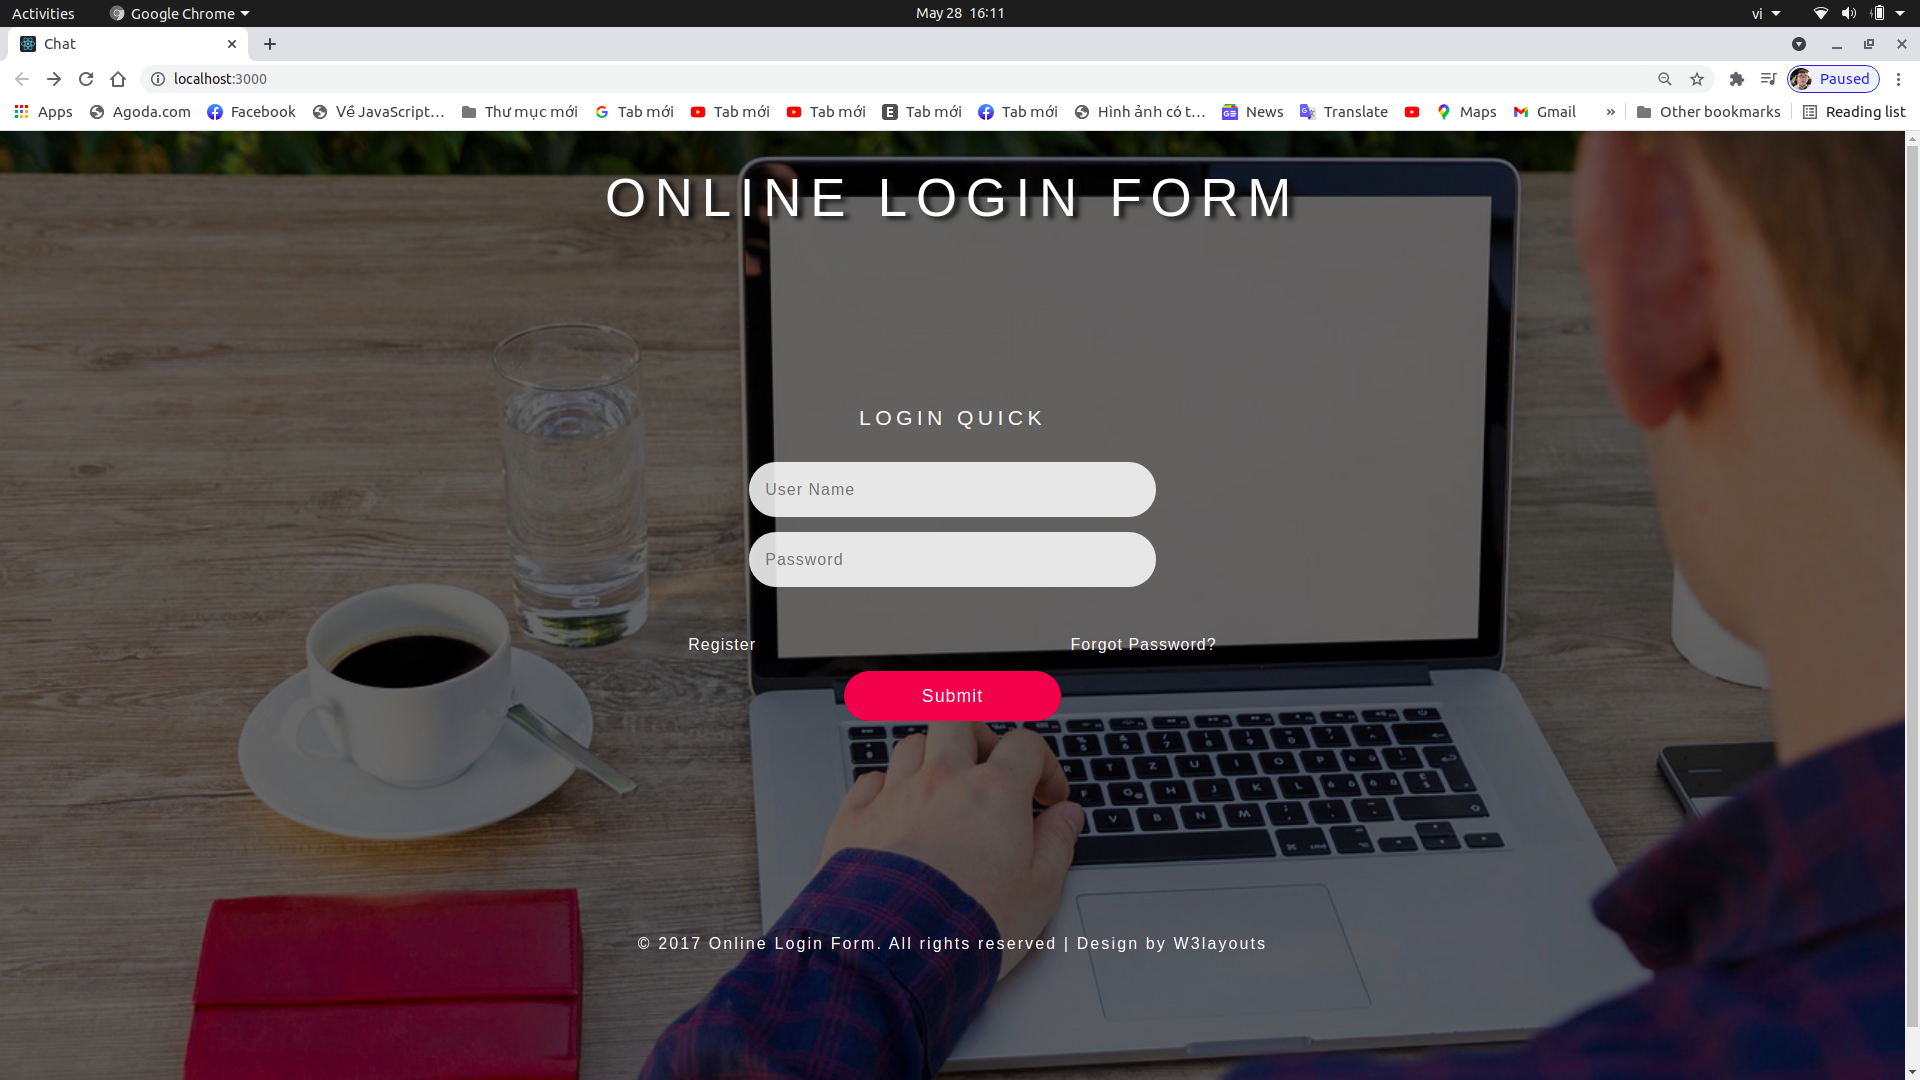 Activities Google Chrome May 28 16:11 vi
Chat
localhost:3000 Paused
Apps Agoda.com Facebook Về JavaScript... Thư mục mới Tab mới Tab mới Tab mới Tab mới Tab mới Hình ảnh có t... News Translate Maps Gmail » Other bookmarks Reading list
ONLINE LOGIN FORM
LOGIN QUICK
User Name
Password
Register Forgot Password?
Submit
© 2017 Online Login Form. All rights reserved | Design by W3layouts